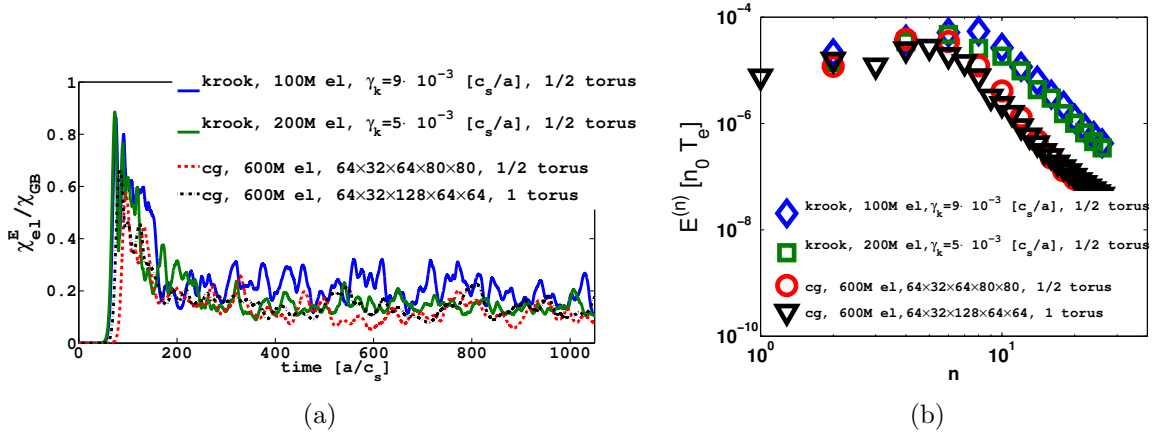 1
0.8
0.6
0.4
0.2
0
0 200 400 600 800 1000
χ_el^E/χ_GB
time [a/c_s]
krook, 100M el, γ_k=9· 10^-3 [c_s/a], 1/2 torus
krook, 200M el, γ_k=5· 10^-3 [c_s/a], 1/2 torus
cg, 600M el, 64×32×64×80×80, 1/2 torus
cg, 600M el, 64×32×128×64×64, 1 torus
(a)
10^-4
10^-6
10^-8
10^-10
10^0 10^1
E^(n) [n_0 T_e]
n
krook, 100M el,γ_k=9· 10^-3 [c_s/a], 1/2 torus
krook, 200M el,γ_k=5· 10^-3 [c_s/a], 1/2 torus
cg, 600M el,64×32×64×80×80, 1/2 torus
cg, 600M el,64×32×128×64×64, 1 torus
(b)